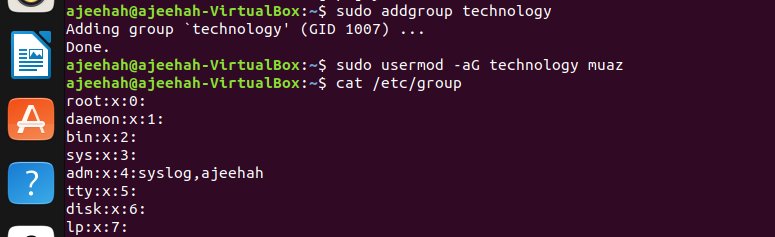 ajeehah@ajeehah-VirtualBox:~$ sudo addgroup technology
Adding group `technology' (GID 1007) ...
Done.
ajeehah@ajeehah-VirtualBox:~$ sudo usermod -aG technology muaz
ajeehah@ajeehah-VirtualBox:~$ cat /etc/group
root:x:0:
daemon:x:1:
bin:x:2:
sys:x:3:
adm:x:4:syslog,ajeehah
tty:x:5:
disk:x:6:
lp:x:7: